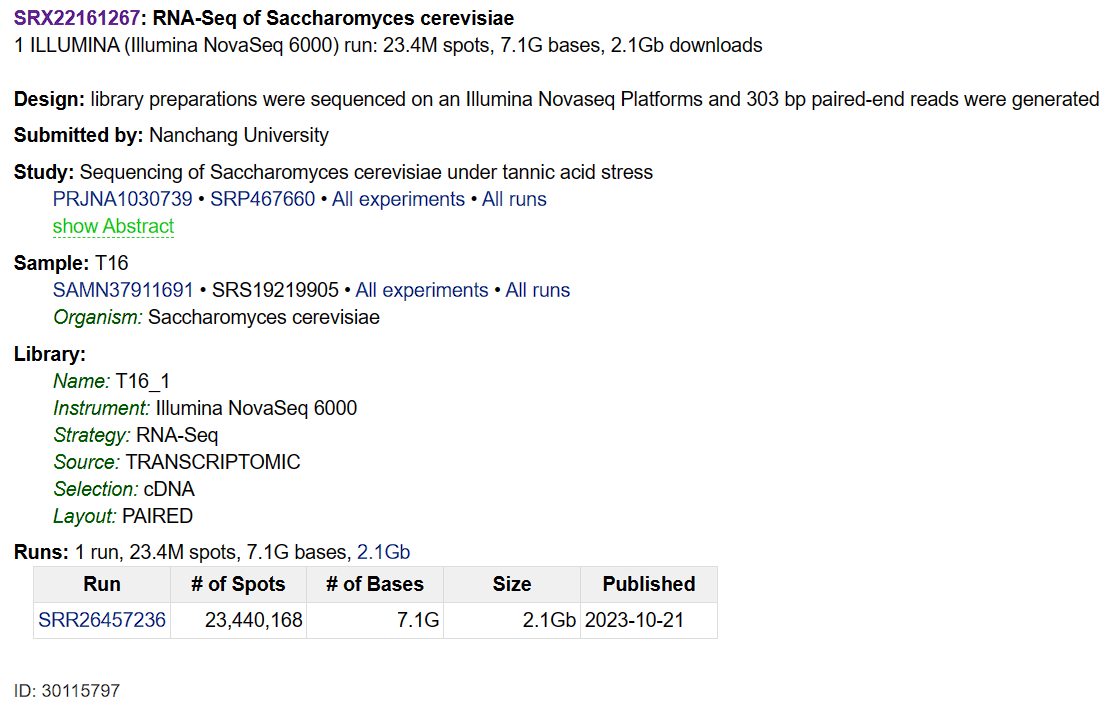 SRX22161267: RNA-Seq of Saccharomyces cerevisiae
1 ILLUMINA (Illumina NovaSeq 6000) run: 23.4M spots, 7.1G bases, 2.1Gb downloads
Design: library preparations were sequenced on an Illumina Novaseq Platforms and 303 bp paired-end reads were generated
Submitted by: Nanchang University
Study: Sequencing of Saccharomyces cerevisiae under tannic acid stress
PRJNA1030739 • SRP467660 • All experiments • All runs
show Abstract
Sample: T16
SAMN37911691 • SRS19219905 • All experiments • All runs
Organism: Saccharomyces cerevisiae
Library:
Name: T16_1
Instrument: Illumina NovaSeq 6000
Strategy: RNA-Seq
Source: TRANSCRIPTOMIC
Selection: cDNA
Layout: PAIRED
Runs: 1 run, 23.4M spots, 7.1G bases, 2.1Gb
Run # of Spots # of Bases Size Published
SRR26457236 23,440,168 7.1G 2.1Gb 2023-10-21
ID: 30115797